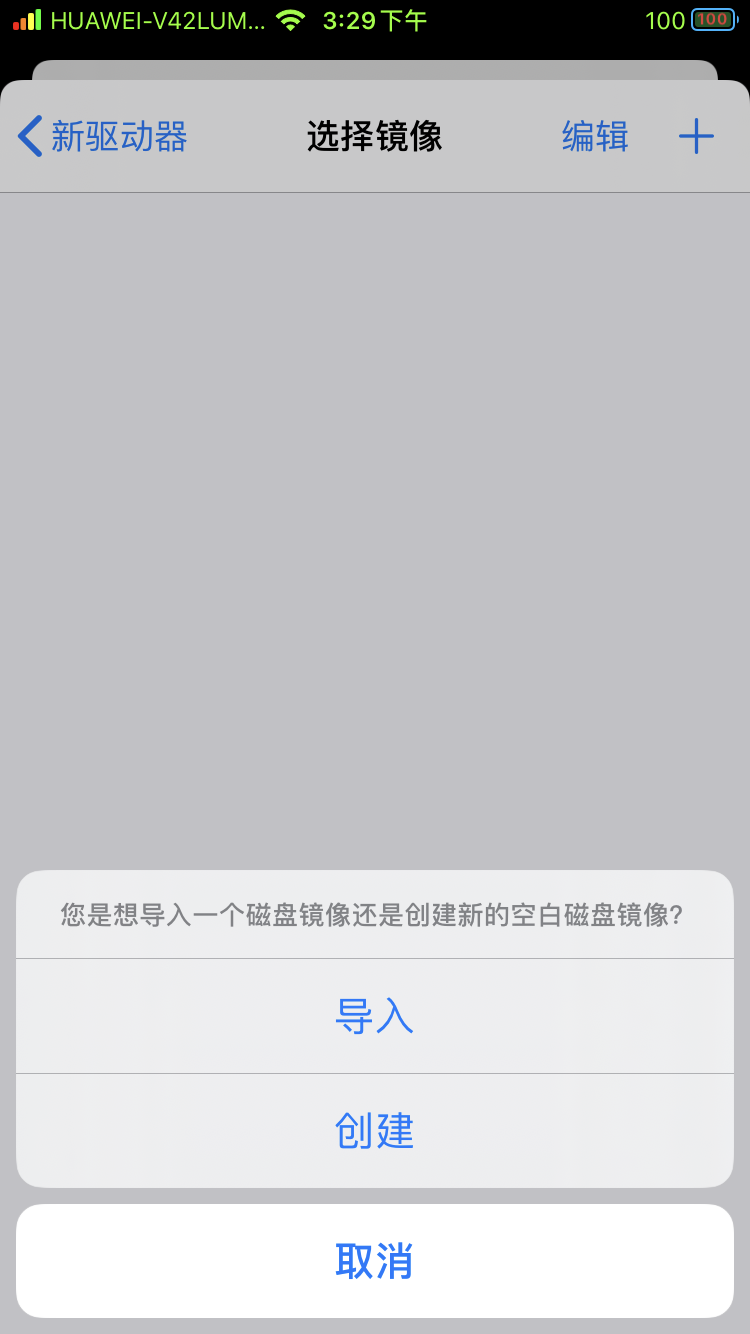 HUAWEI-V42LUM... 3:29下午 100 100
新驱动器 选择镜像 编辑
您是想导入一个磁盘镜像还是创建新的空白磁盘镜像?
导入
创建
取消